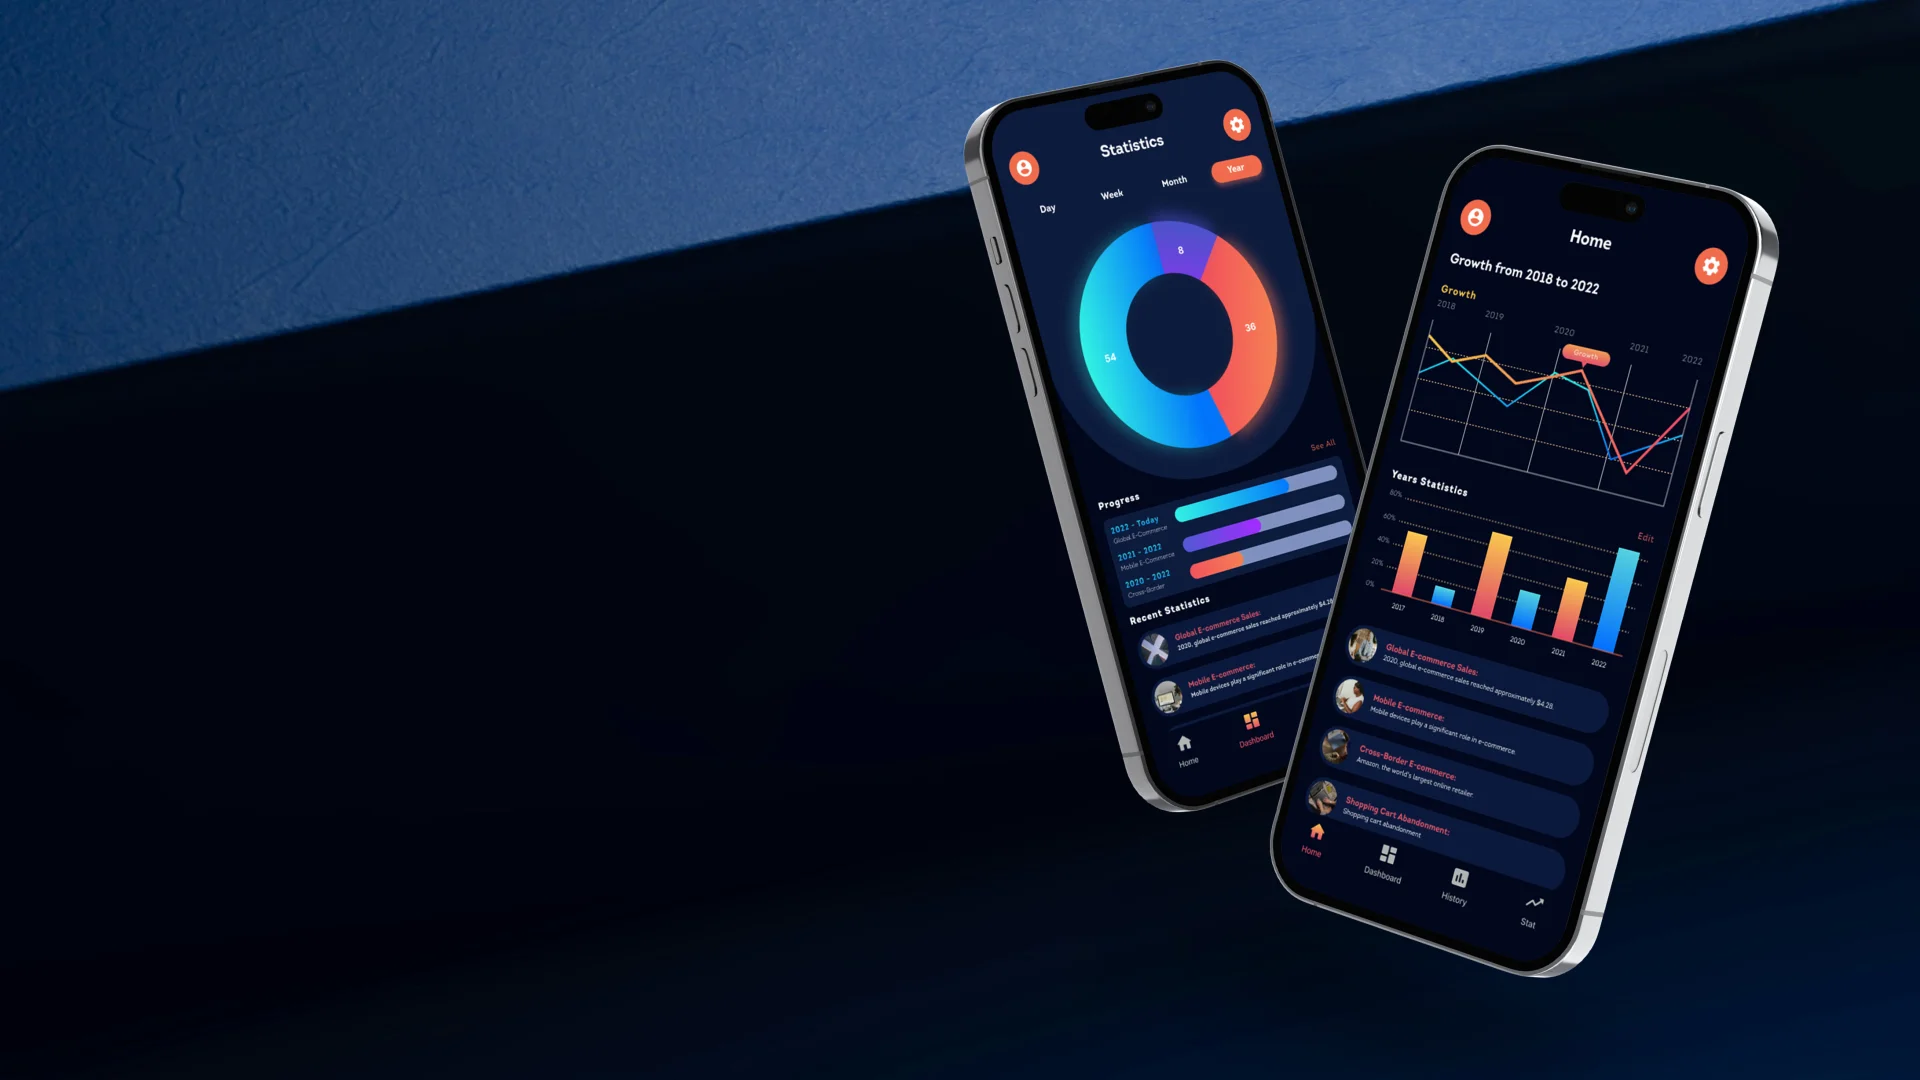 Statistics
Day
Week
Month
Year
8
36
54
See All
Progress
2022 - Today
Global E-Commerce
2021 - 2022
Mobile E-Commerce
2020 - 2022
Cross-Border
Recent Statistics
Global E-commerce Sales:
2020, global e-commerce sales reached approximately $4.28
Mobile E-commerce:
Mobile devices play a significant role in e-commer
Home
Dashboard
Home
Growth from 2018 to 2022
Growth
2018
2019
2020
2021
2022
Growth
Years Statistics
Edit
80%
60%
40%
20%
0%
2017
2018
2019
2020
2021
2022
Global E-commerce Sales:
2020, global e-commerce sales reached approximately $4.28
Mobile E-commerce:
Mobile devices play a significant role in e-commerce.
Cross-Border E-commerce:
Amazon, the world's largest online retailer
Shopping Cart Abandonment:
Shopping cart abandonment
Home
Dashboard
History
Stat